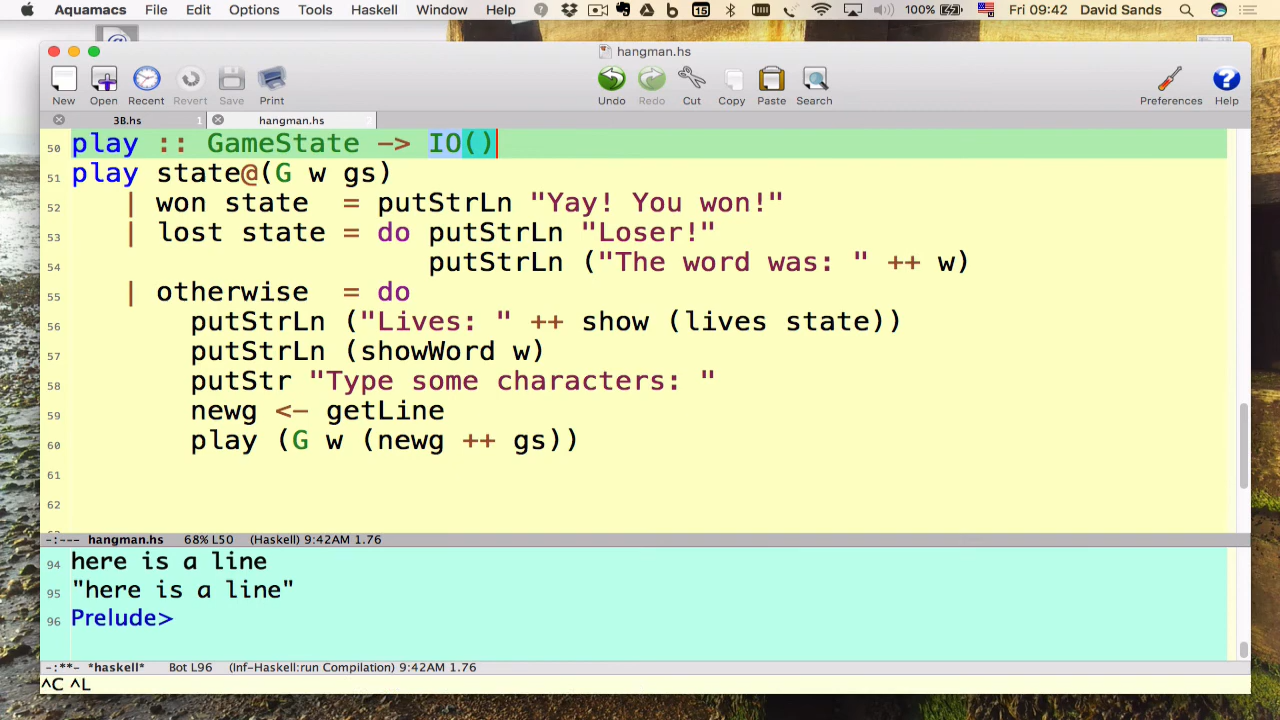 Aquamacs File Edit Options Tools Haskell Window Help 15 100% Fri 09:42 David Sands
hangman.hs
New Open Recent Revert Save Print Undo Redo Cut Copy Paste Search Preferences Help
3B.hs 1 hangman.hs 2
50 play :: GameState -> IO()
51 play state@(G w gs)
52 | won state = putStrLn "Yay! You won!"
53 | lost state = do putStrLn "Loser!"
54 putStrLn ("The word was: " ++ w)
55 | otherwise = do
56 putStrLn ("Lives: " ++ show (lives state))
57 putStrLn (showWord w)
58 putStr "Type some characters: "
59 newg <- getLine
60 play (G w (newg ++ gs))
61
62
-:--- hangman.hs 68% L50 (Haskell) 9:42AM 1.76
94 here is a line
95 "here is a line"
96 Prelude>
-:**- *haskell* Bot L96 (Inf-Haskell:run Compilation) 9:42AM 1.76
^C ^L